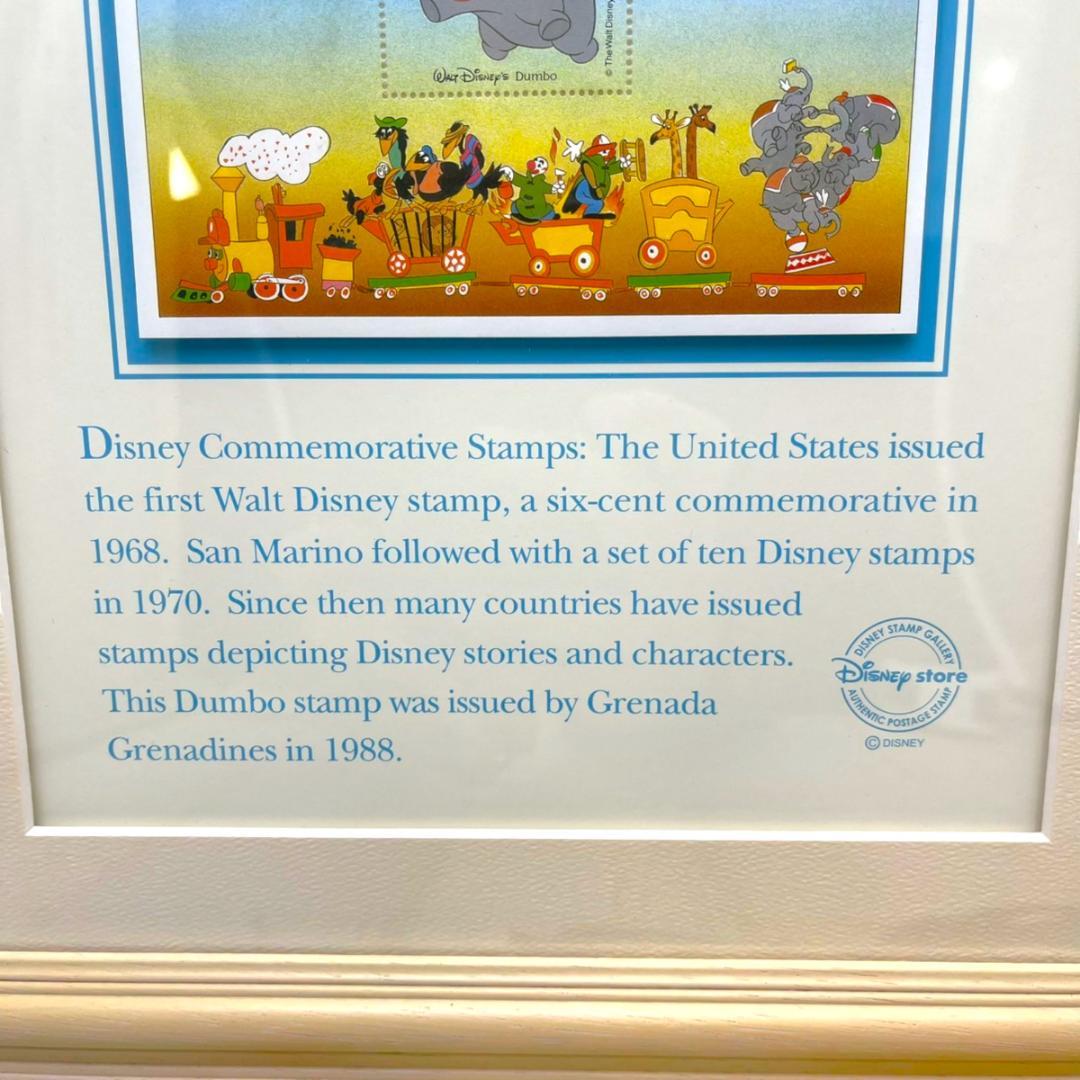 © The Walt Disney
Walt Disney's Dumbo
Disney Commemorative Stamps: The United States issued
the first Walt Disney stamp, a six-cent commemorative in
1968. San Marino followed with a set of ten Disney stamps
in 1970. Since then many countries have issued
stamps depicting Disney stories and characters.
This Dumbo stamp was issued by Grenada
Grenadines in 1988.
DISNEY STAMP GALLERY
Disney store
AUTHENTIC POSTAGE STAMP
© DISNEY